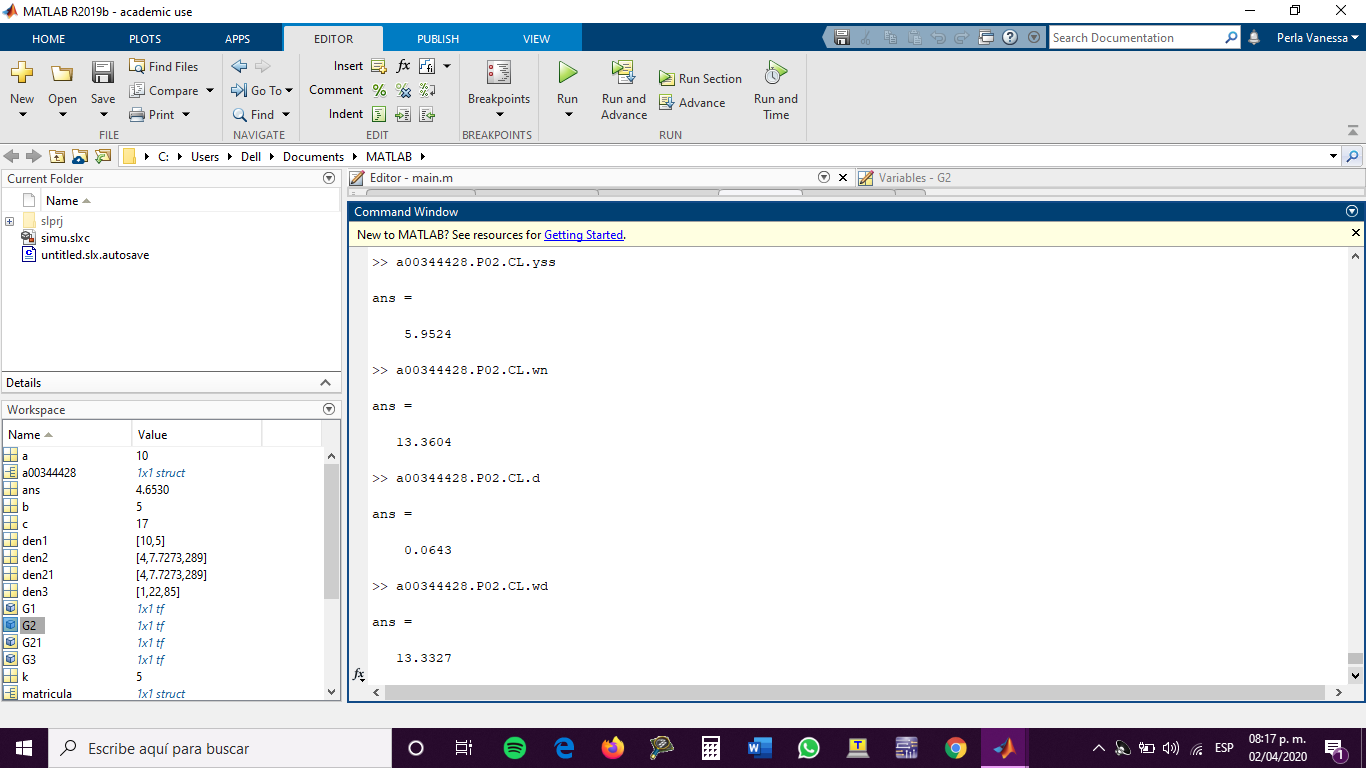 MATLAB R2019b - academic use
HOME PLOTS APPS EDITOR PUBLISH VIEW
Search Documentation
Perla Vanessa
New Open Save
Find Files
Compare
Print
FILE
Go To
Find
NAVIGATE
Insert fx
Comment
Indent
EDIT
Breakpoints
BREAKPOINTS
Run
Run and Advance
Run Section
Advance
Run and Time
RUN
C: Users Dell Documents MATLAB
Current Folder
Name
slprj
simu.slxc
untitled.slx.autosave
Details
Workspace
Name Value
a 10
a00344428 1x1 struct
ans 4.6530
b 5
c 17
den1 [10,5]
den2 [4,7.7273,289]
den21 [4,7.7273,289]
den3 [1,22,85]
G1 1x1 tf
G2 1x1 tf
G21 1x1 tf
G3 1x1 tf
k 5
matricula 1x1 struct
Editor - main.m
Variables - G2
Command Window
New to MATLAB? See resources for Getting Started.
>> a00344428.P02.CL.yss
ans =
5.9524
>> a00344428.P02.CL.wn
ans =
13.3604
>> a00344428.P02.CL.d
ans =
0.0643
>> a00344428.P02.CL.wd
ans =
13.3327
fx
Escribe aquí para buscar
ESP
08:17 p. m.
02/04/2020
1